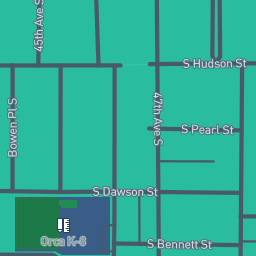 45th Ave S
S Hudson St
Bowen Pl S
47th Ave S
S Pearl St
S Dawson St
Orca K-8
S Bennett St